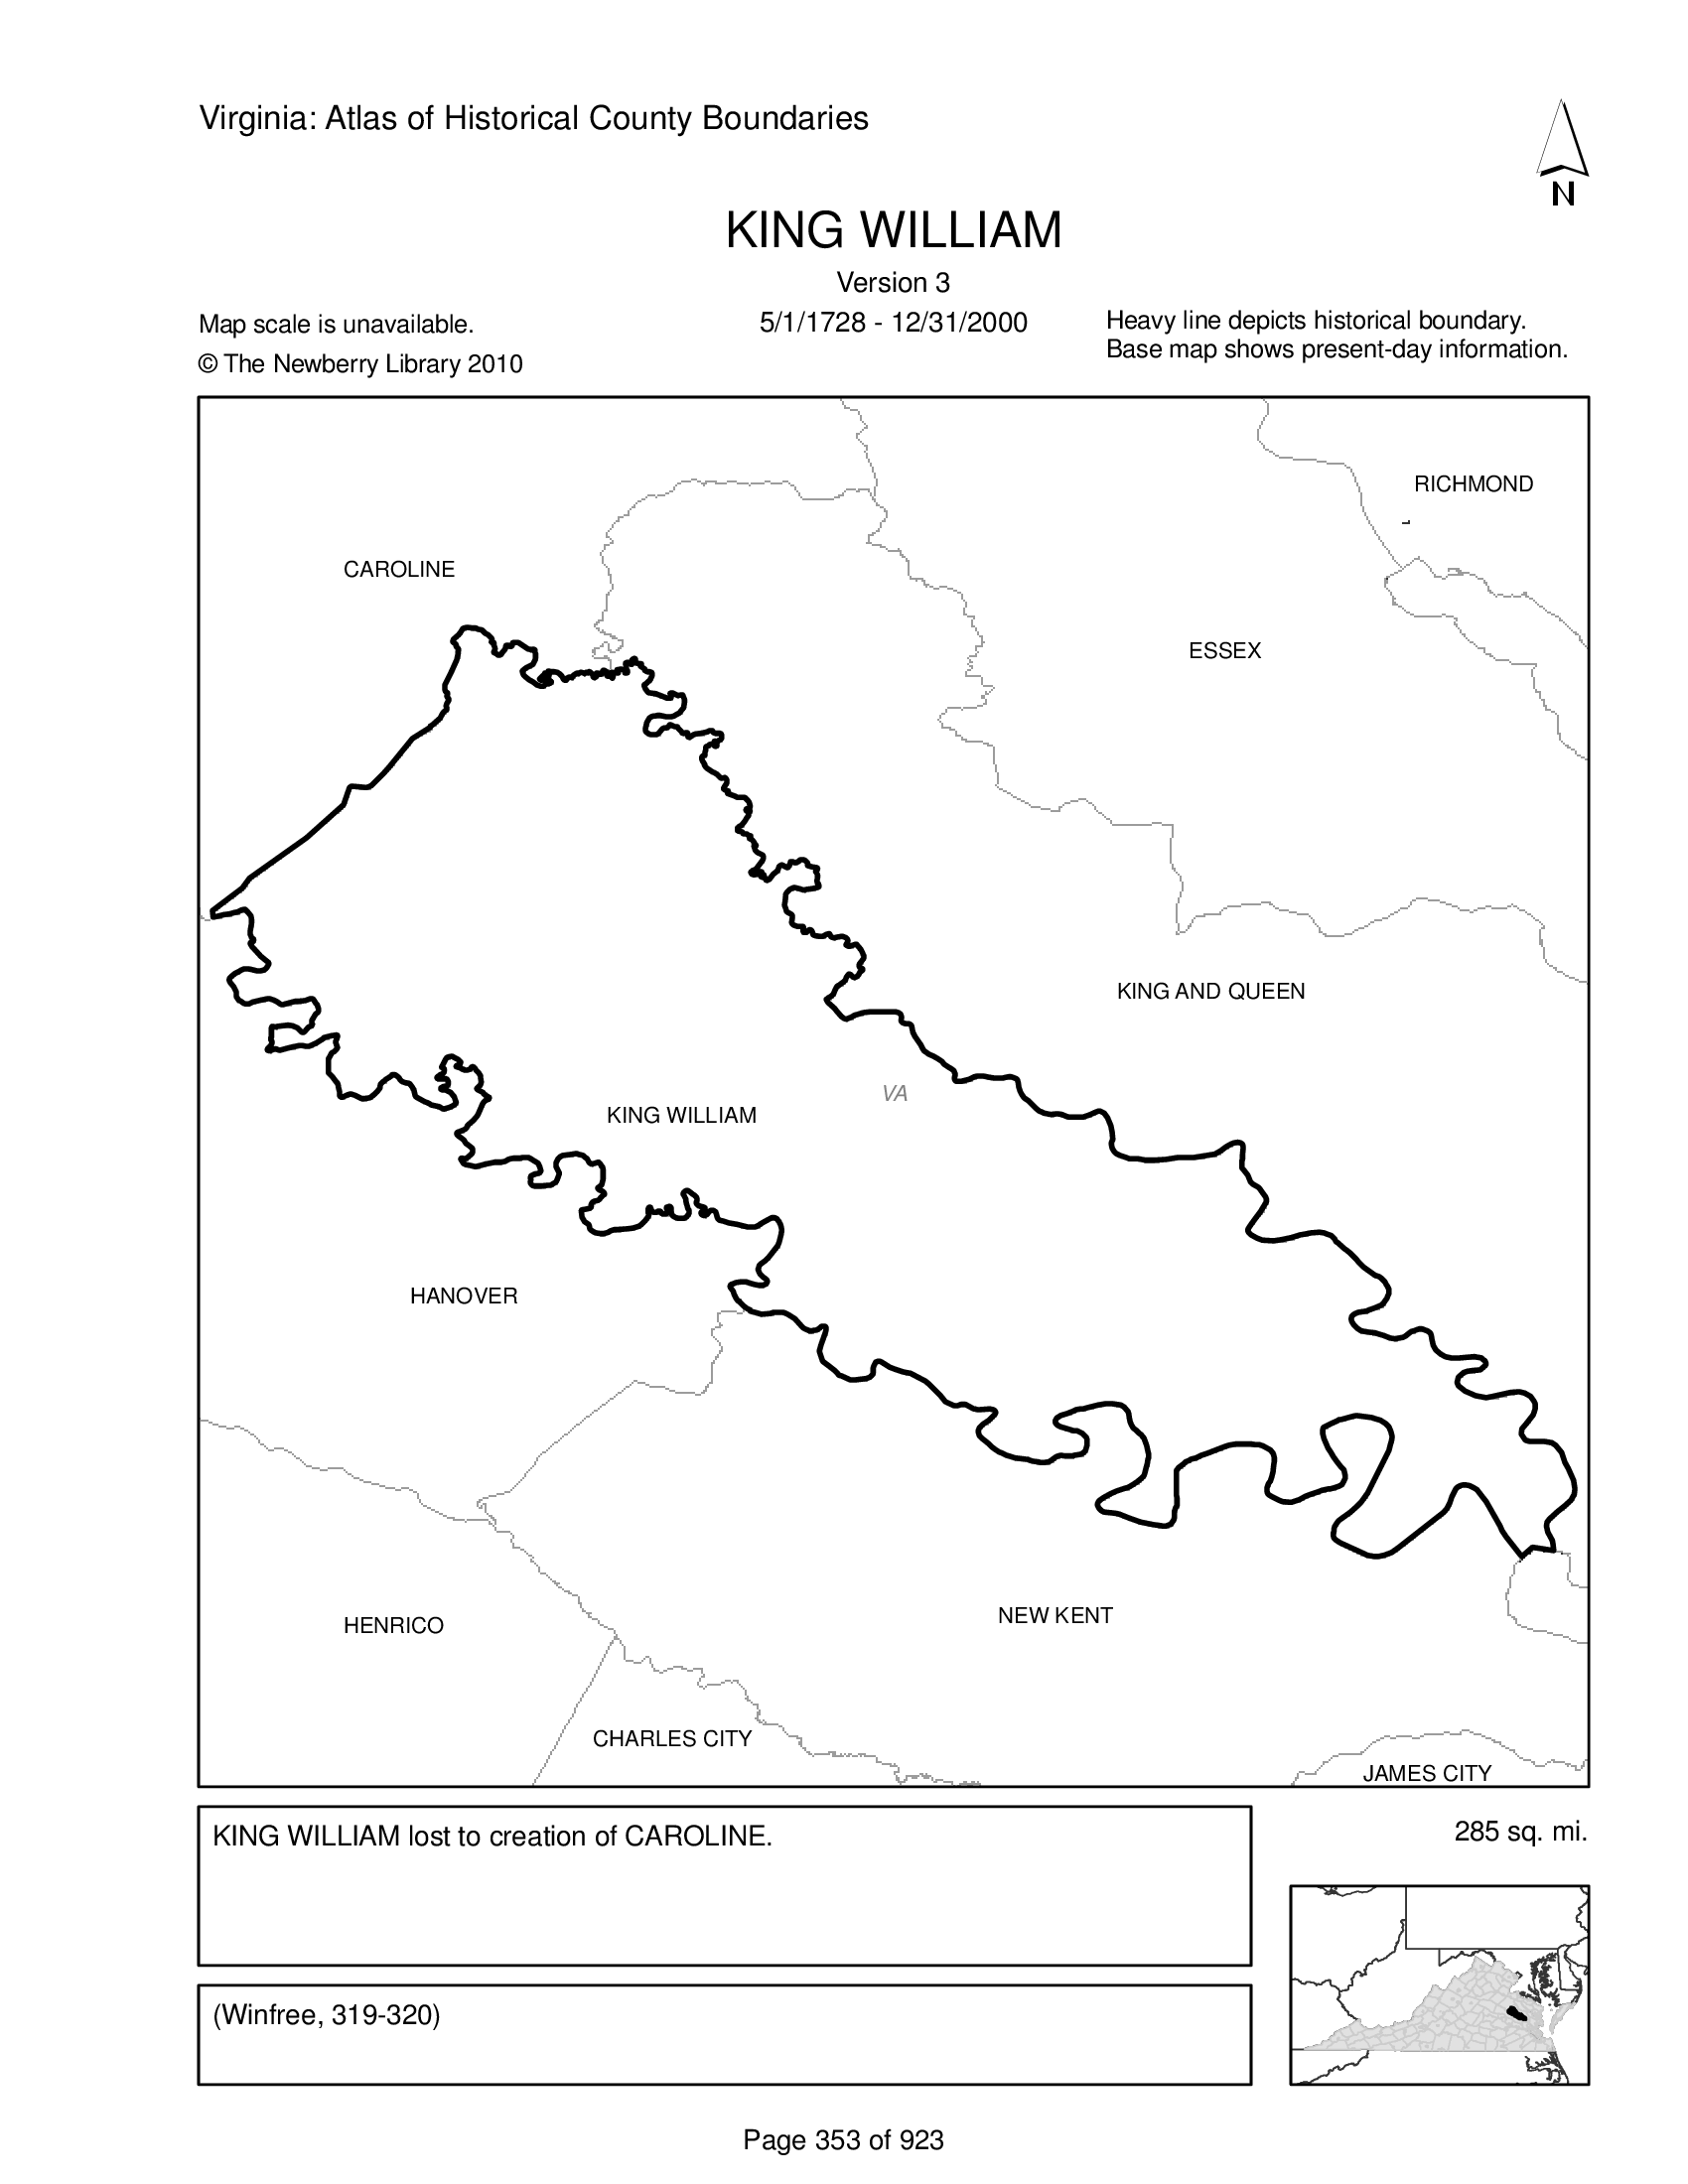 Virginia: Atlas of Historical County Boundaries
N
KING WILLIAM
Version 3
5/1/1728 - 12/31/2000
Map scale is unavailable.
© The Newberry Library 2010
Heavy line depicts historical boundary.
Base map shows present-day information.
RICHMOND
CAROLINE
ESSEX
KING AND QUEEN
VA
KING WILLIAM
HANOVER
NEW KENT
HENRICO
CHARLES CITY
JAMES CITY
KING WILLIAM lost to creation of CAROLINE.
285 sq. mi.
(Winfree, 319-320)
Page 353 of 923